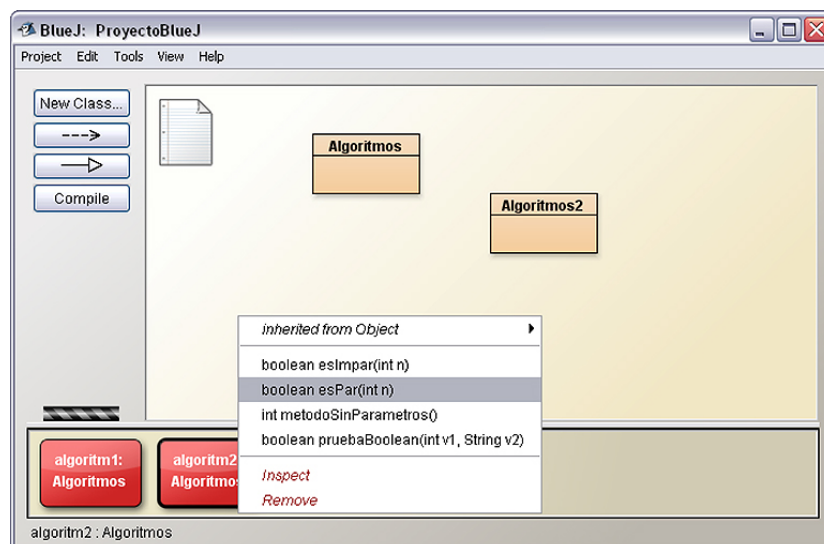 BlueJ: ProyectoBlueJ
Project Edit Tools View Help
New Class...
Compile
Algoritmos
Algoritmos2
inherited from Object
boolean esImpar(int n)
boolean esPar(int n)
int metodoSinParametros()
boolean pruebaBoolean(int v1, String v2)
Inspect
Remove
algoritm1:
Algoritmos
algoritm2
Algoritmos
algoritm2 : Algoritmos